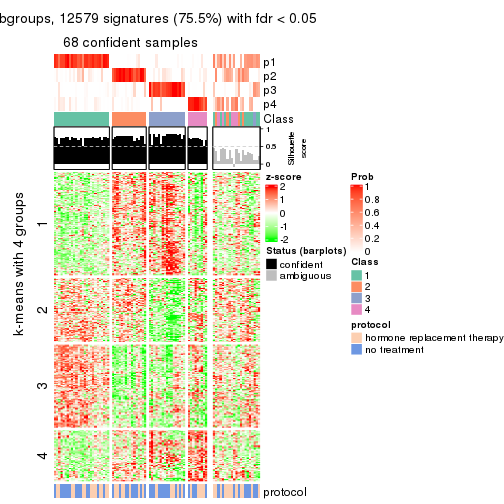 bgroups, 12579 signatures (75.5%) with fdr < 0.05
68 confident samples
p1
p2
p3
p4
Class
1
0.5
0
Silhouette
score
k-means with 4 groups
1
2
3
4
protocol
z-score
2
1
0
-1
-2
Status (barplots)
confident
ambiguous
Prob
1
0.8
0.6
0.4
0.2
0
Class
1
2
3
4
protocol
hormone replacement therapy
no treatment